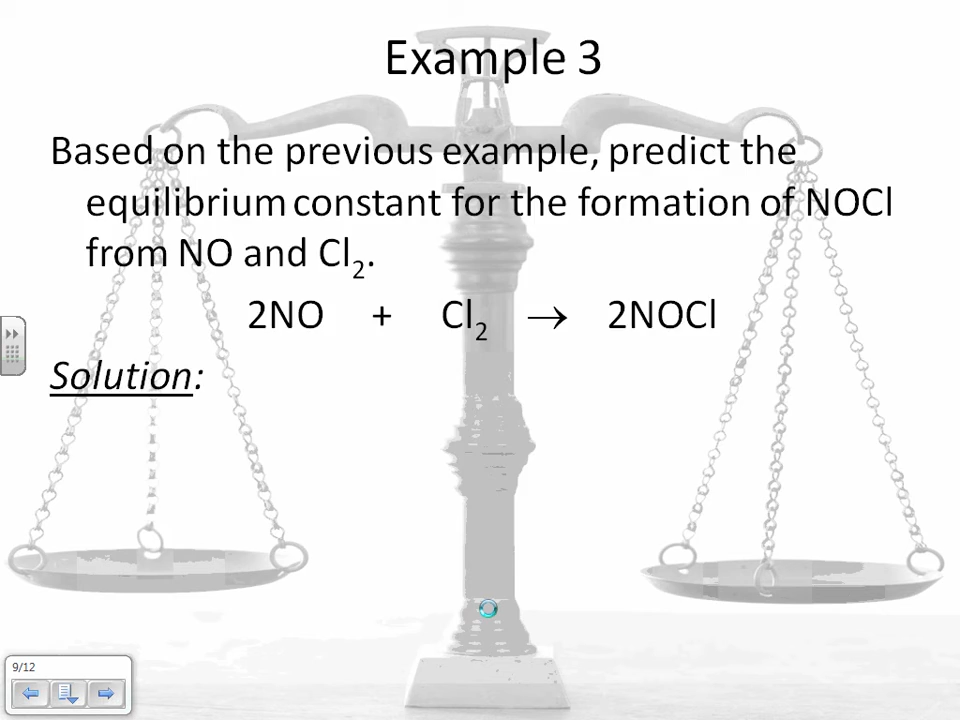 Example 3
Based on the previous example, predict the
equilibrium constant for the formation of NOCl
from NO and Cl₂.
2NO + Cl₂ → 2NOCl
Solution:
9/12